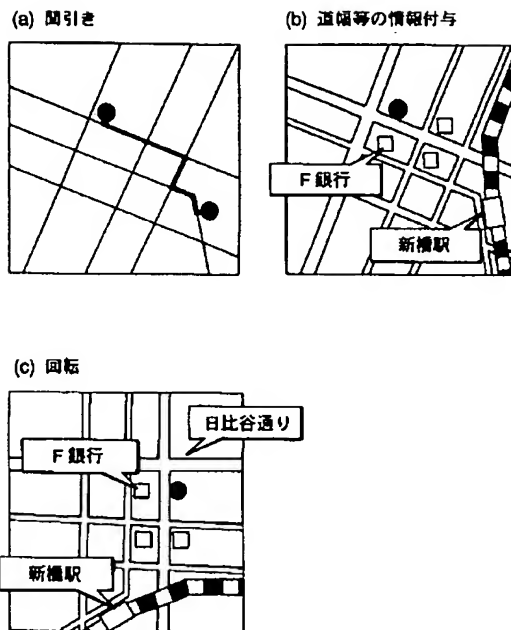 (a) 間引き
(b) 道幅等の情報付与
F銀行
新橋駅
(c) 回転
日比谷通り
F銀行
新橋駅